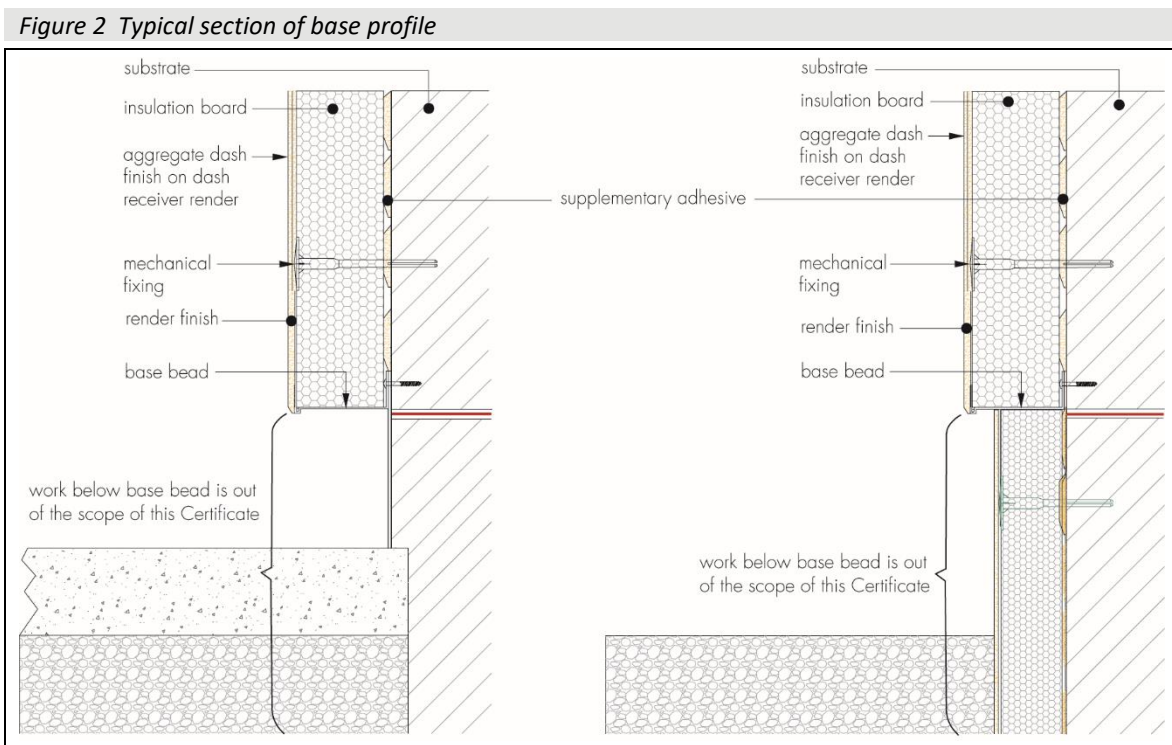 Figure 2 Typical section of base profile
substrate
insulation board
aggregate dash
finish on dash
receiver render
mechanical
fixing
render finish
base bead
work below base bead is out
of the scope of this Certificate
supplementary adhesive
substrate
insulation board
aggregate dash
finish on dash
receiver render
mechanical
fixing
render finish
base bead
work below base bead is out
of the scope of this Certificate